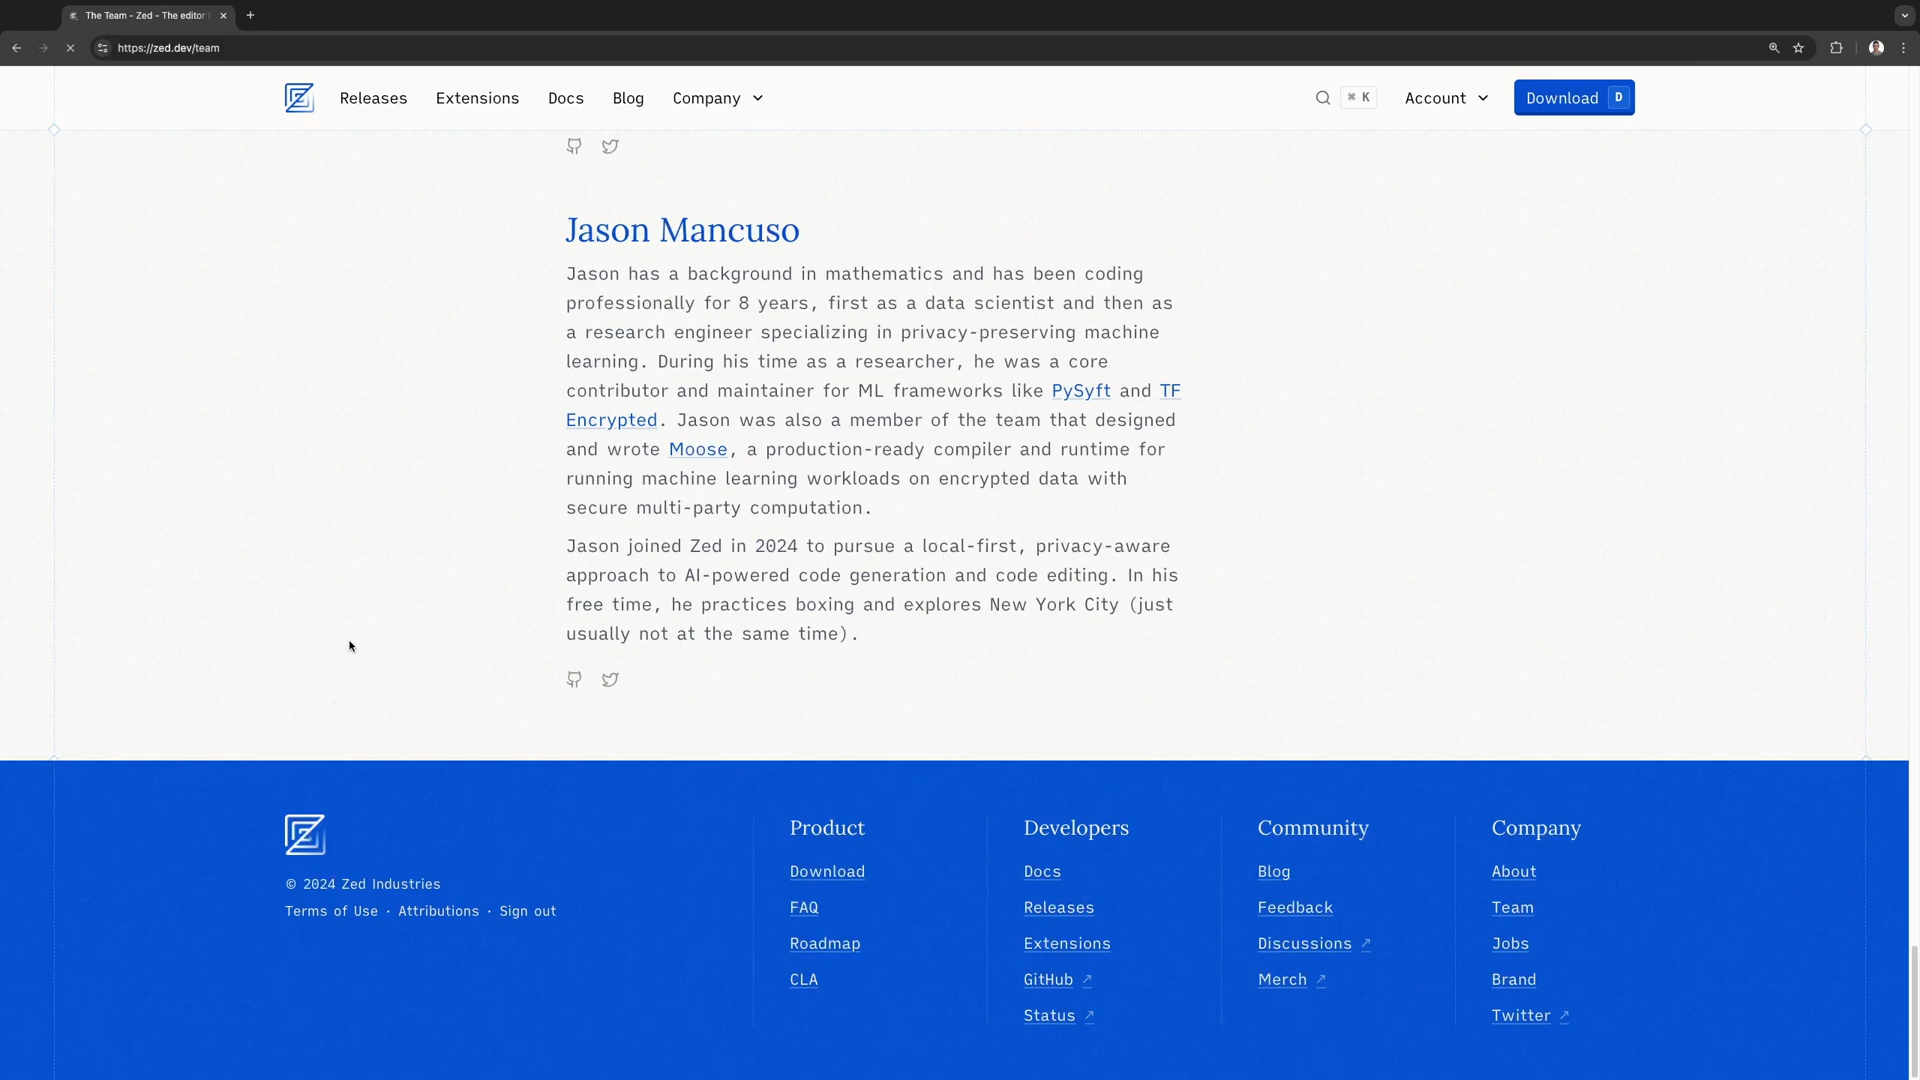 The Team - Zed - The editor
https://zed.dev/team
Releases Extensions Docs Blog Company ⌘ K Account Download D
Jason Mancuso
Jason has a background in mathematics and has been coding
professionally for 8 years, first as a data scientist and then as
a research engineer specializing in privacy-preserving machine
learning. During his time as a researcher, he was a core
contributor and maintainer for ML frameworks like PySyft and TF
Encrypted. Jason was also a member of the team that designed
and wrote Moose, a production-ready compiler and runtime for
running machine learning workloads on encrypted data with
secure multi-party computation.
Jason joined Zed in 2024 to pursue a local-first, privacy-aware
approach to AI-powered code generation and code editing. In his
free time, he practices boxing and explores New York City (just
usually not at the same time).
© 2024 Zed Industries
Terms of Use · Attributions · Sign out
Product
Download
FAQ
Roadmap
CLA
Developers
Docs
Releases
Extensions
GitHub ↗
Status ↗
Community
Blog
Feedback
Discussions ↗
Merch ↗
Company
About
Team
Jobs
Brand
Twitter ↗